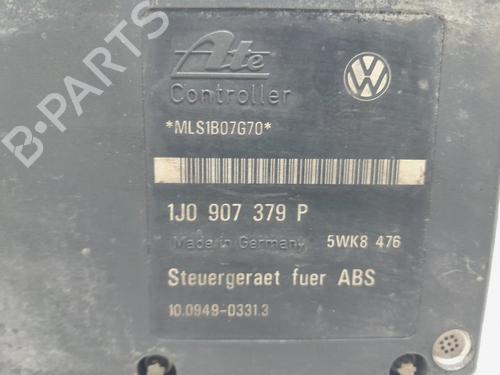 B-PARTS
Ate
Controller
*MLS1B07G70*
1J0 907 379 P
Made in Germany 5WK8 476
Steuergeraet fuer ABS
10.0949-0331.3